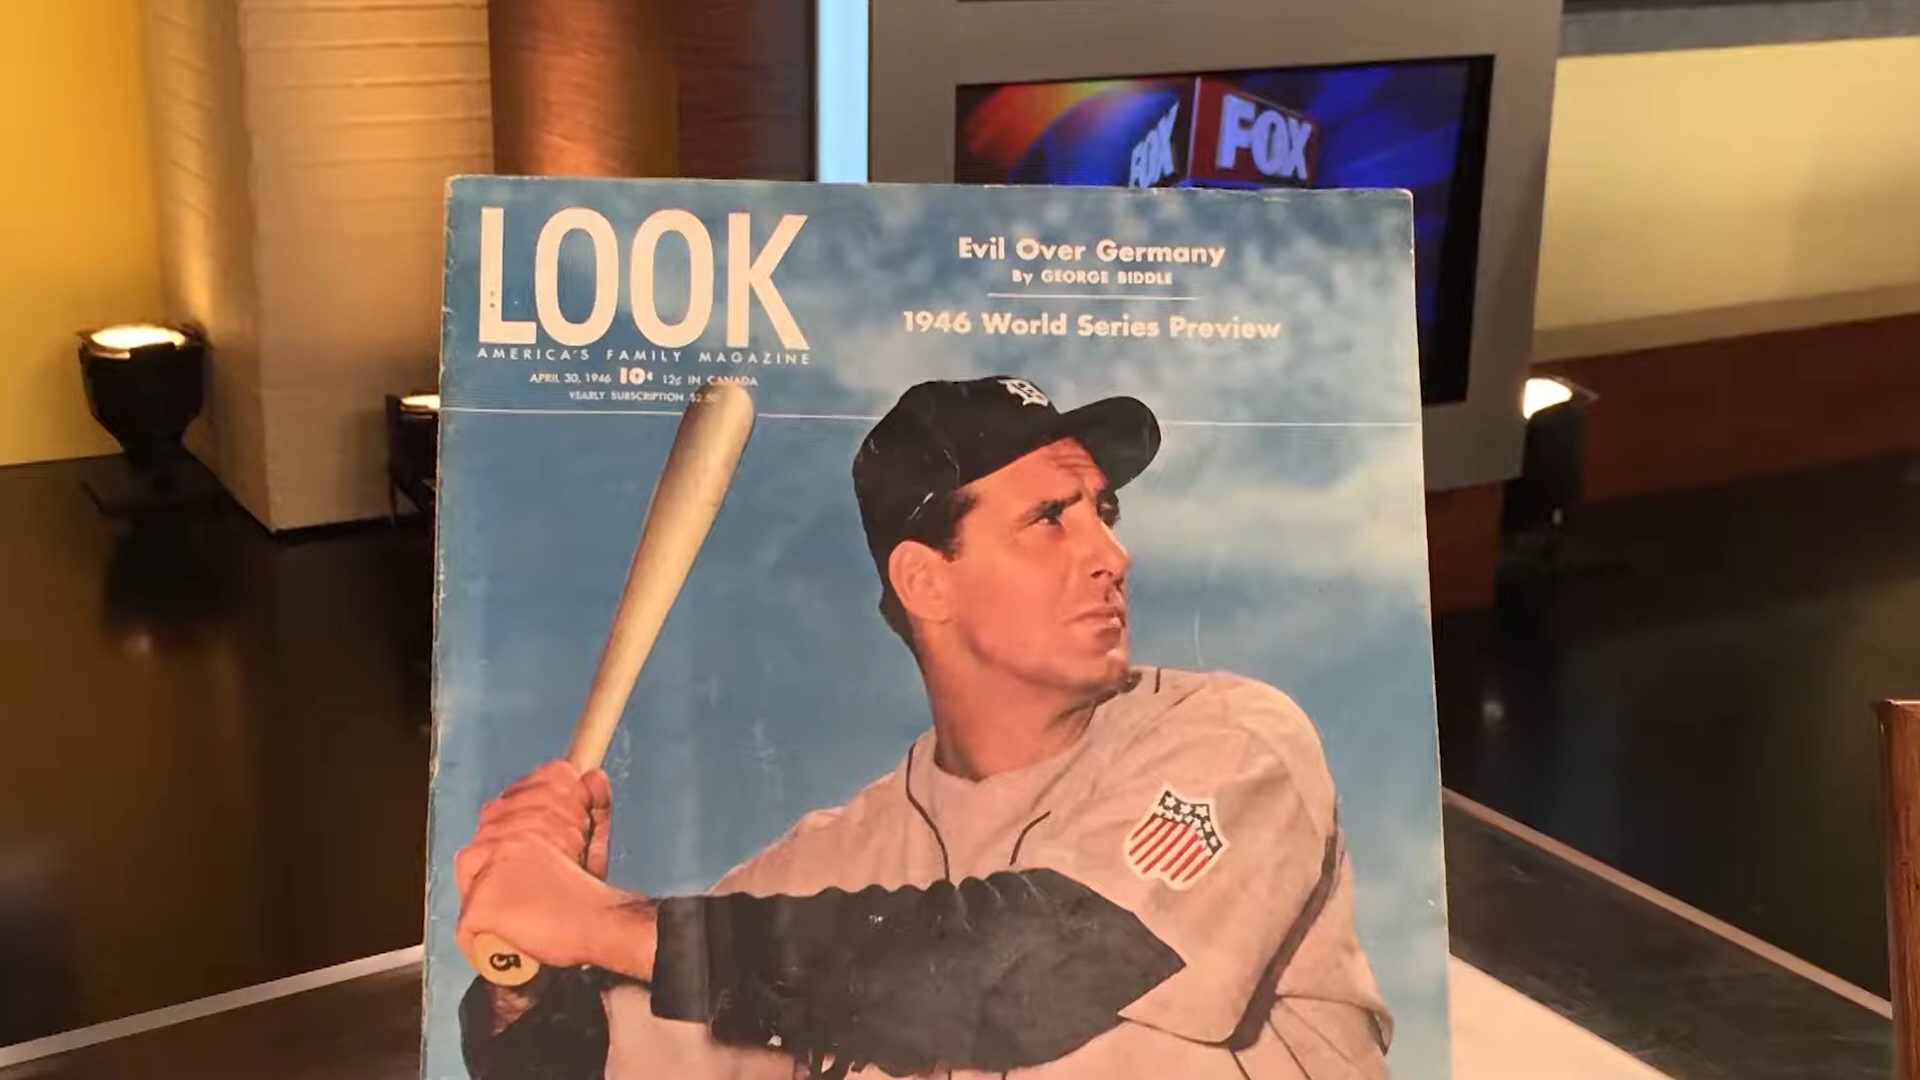 FOX FOX
LOOK
AMERICA'S FAMILY MAGAZINE
APRIL 30, 1946 10¢ 12¢ IN CANADA
YEARLY SUBSCRIPTION $2.50
Evil Over Germany
By GEORGE BIDDLE
1946 World Series Preview
D
5